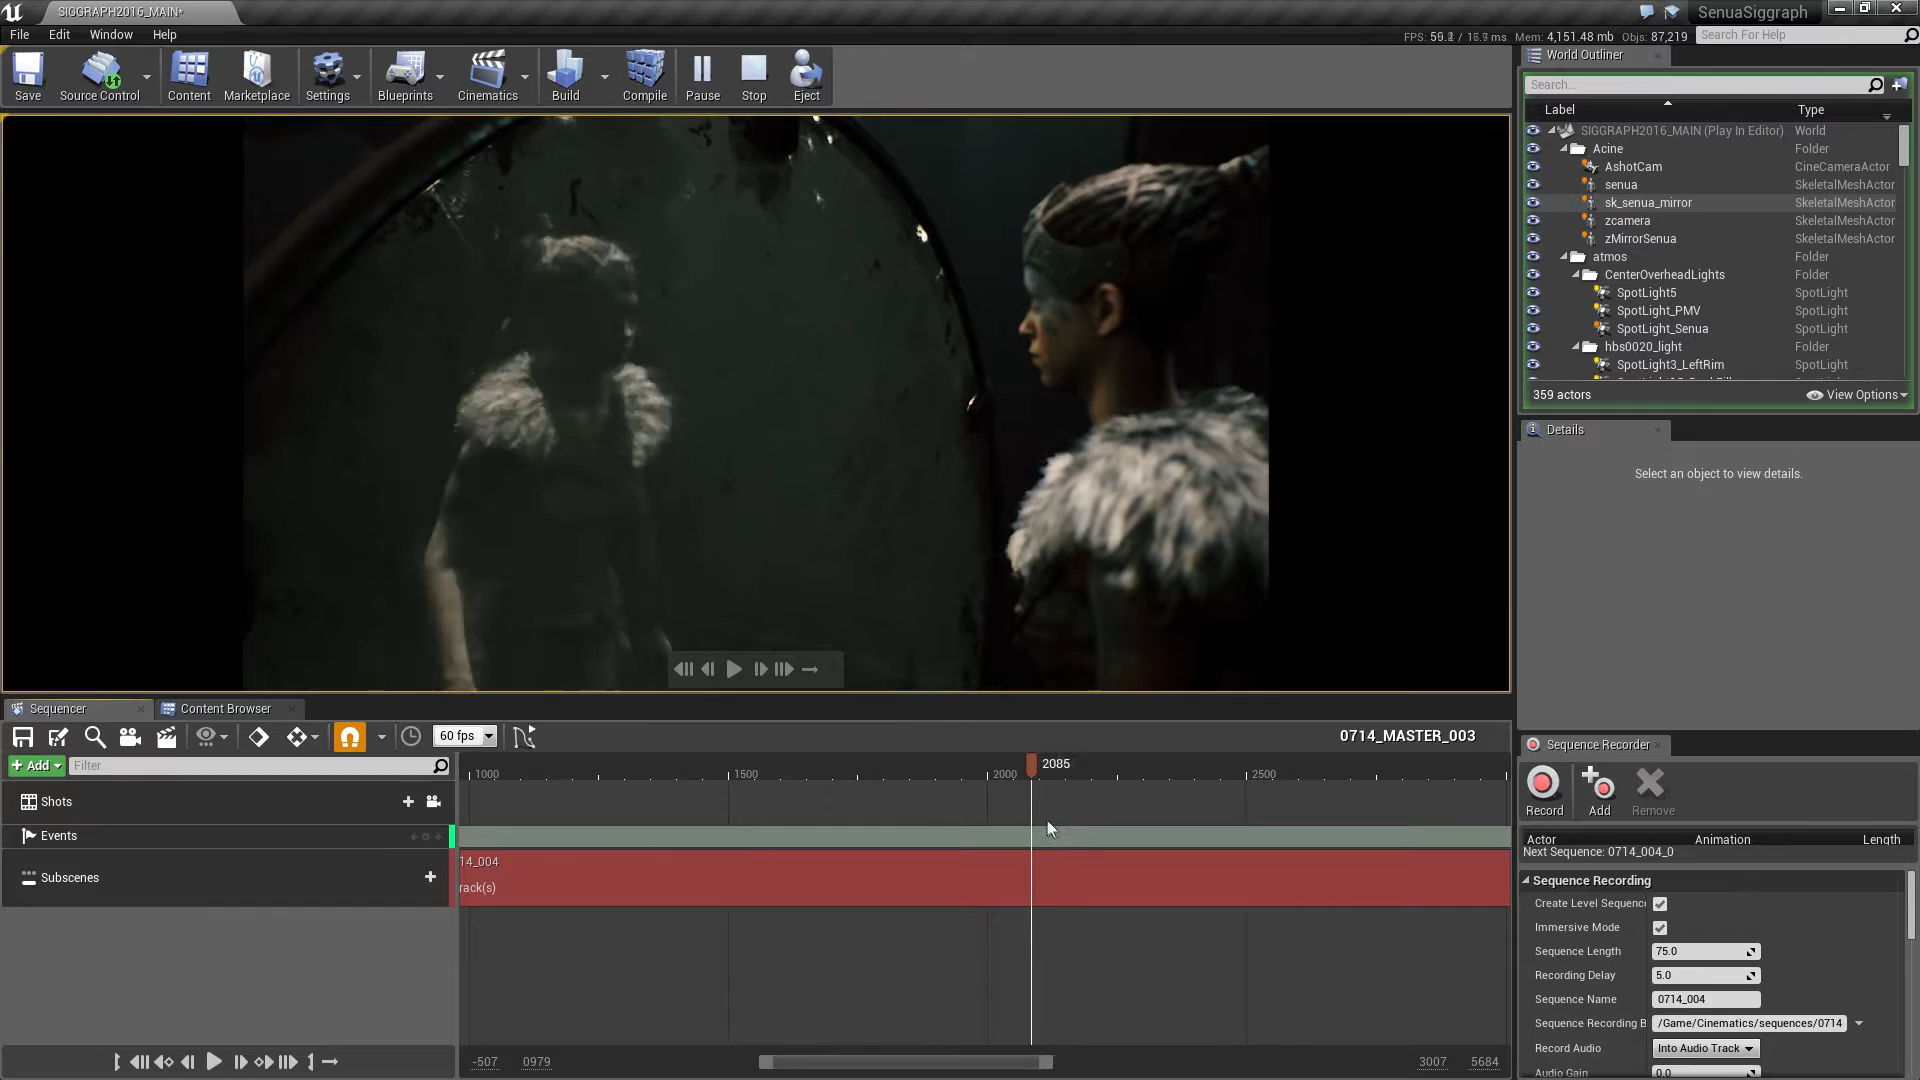 SIGGRAPH2016_MAIN*
SenuaSiggraph
File Edit Window Help
FPS: 59.2 / 16.9 ms Mem: 4,151.48 mb Objs: 87,219
Search For Help
Save
Source Control
Content
Marketplace
Settings
Blueprints
Cinematics
Build
Compile
Pause
Stop
Eject
World Outliner
Search...
Label Type
SIGGRAPH2016_MAIN (Play In Editor) World
Acine Folder
AshotCam CineCameraActor
senua SkeletalMeshActor
sk_senua_mirror SkeletalMeshActor
zcamera SkeletalMeshActor
zMirrorSenua SkeletalMeshActor
atmos Folder
CenterOverheadLights Folder
SpotLight5 SpotLight
SpotLight_PMV SpotLight
SpotLight_Senua SpotLight
hbs0020_light Folder
SpotLight3_LeftRim SpotLight
359 actors View Options
Details
Select an object to view details.
Sequencer
Content Browser
60 fps
0714_MASTER_003
Add
Filter
1000 1500 2000 2085 2500
Shots
Events
Subscenes
14_004
rack(s)
-507 0979 3007 5684
Sequence Recorder
Record
Add
Remove
Actor Animation Length
Next Sequence: 0714_004_0
Sequence Recording
Create Level Sequence
Immersive Mode
Sequence Length 75.0
Recording Delay 5.0
Sequence Name 0714_004
Sequence Recording B /Game/Cinematics/sequences/0714
Record Audio Into Audio Track
Audio Gain 0.0